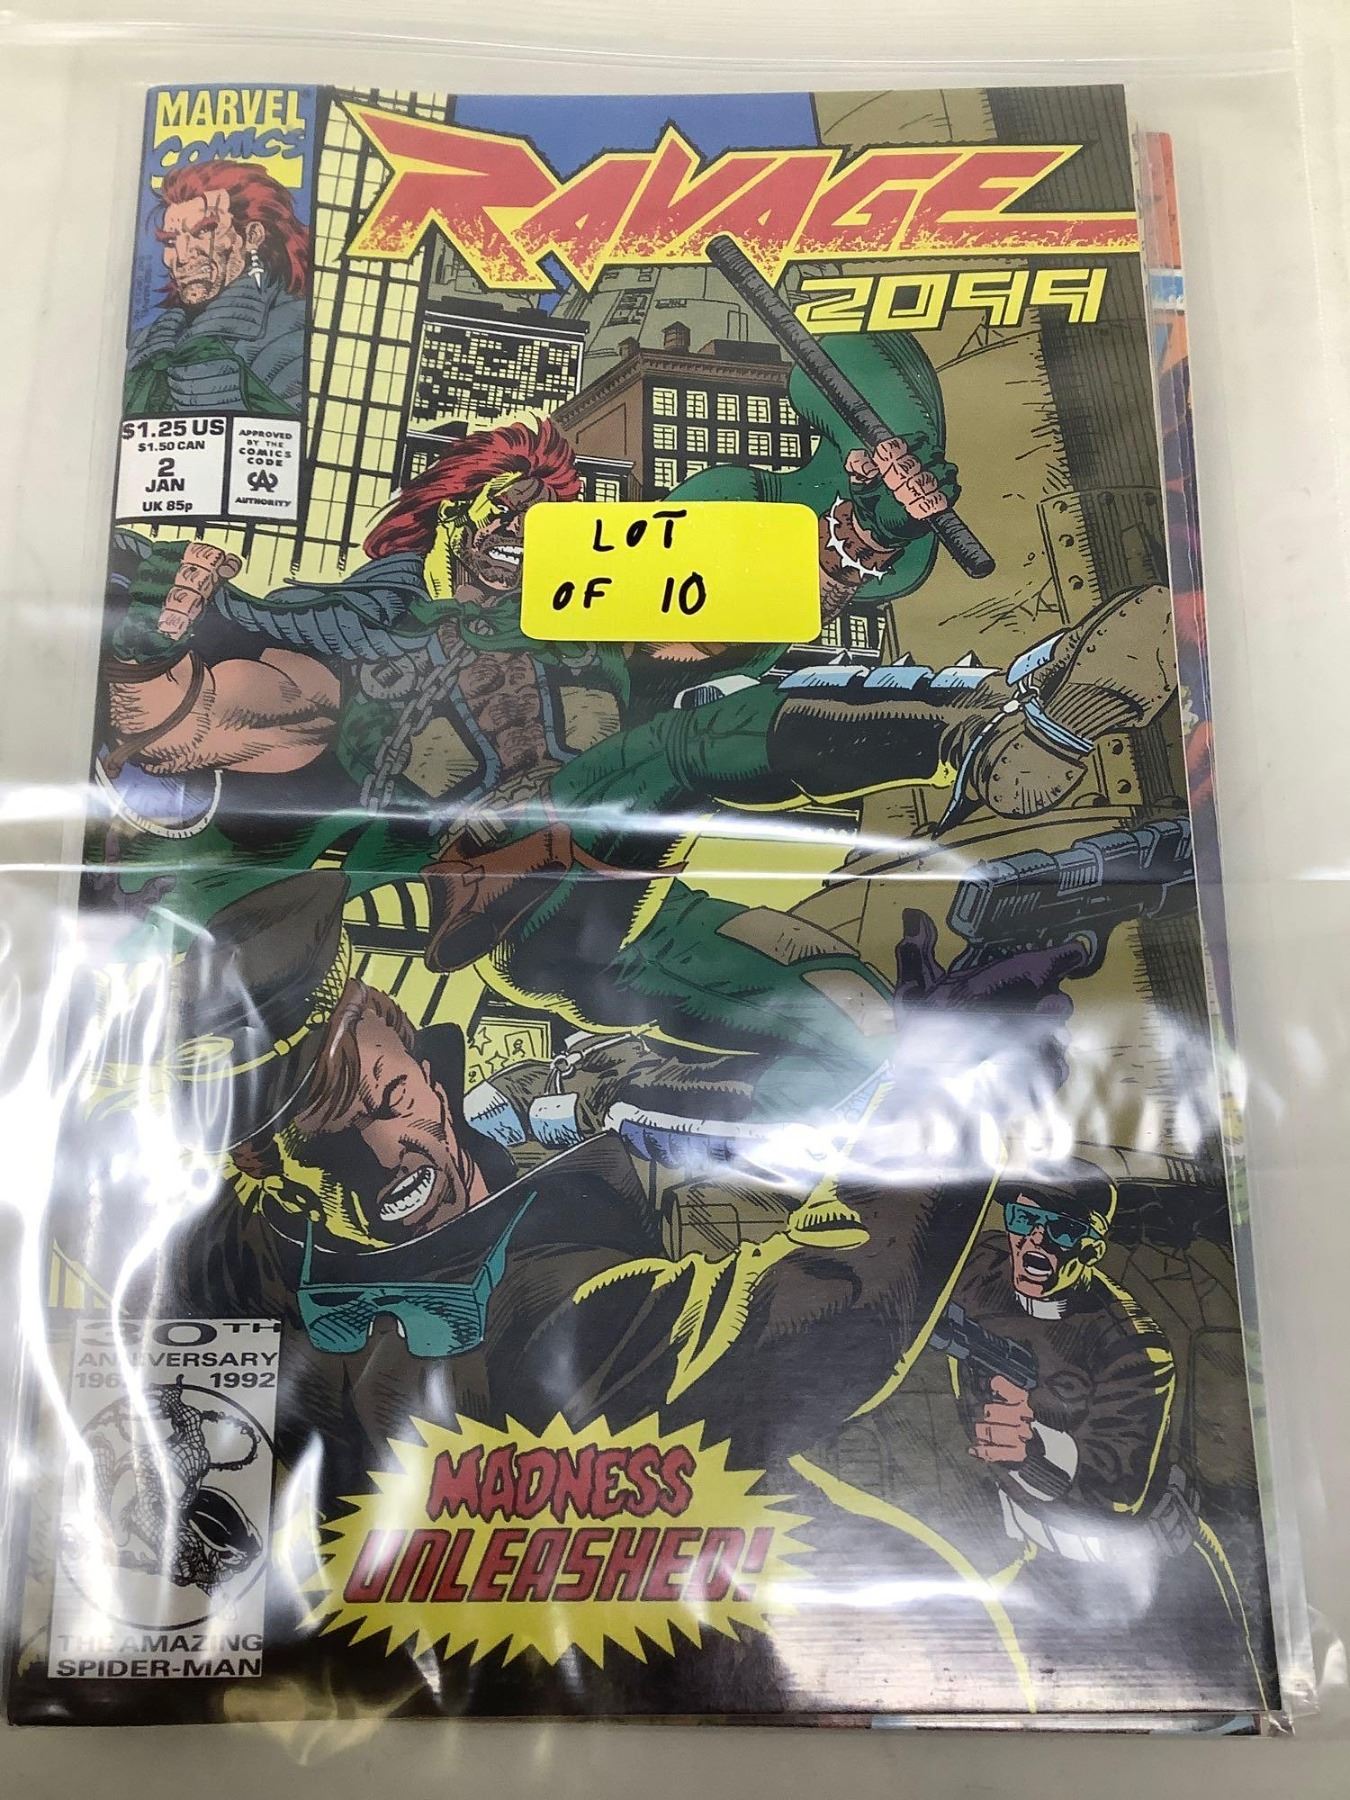 MARVEL
COMICS
RAVAGE
2099
$1.25 US
$1.50 CAN
2
JAN
UK 85p
APPROVED
BY THE
COMICS
CODE
CA
AUTHORITY
LOT
OF 10
30TH
ANNIVERSARY
1992
THE AMAZING
SPIDER-MAN
MADNESS
UNLEASHED!